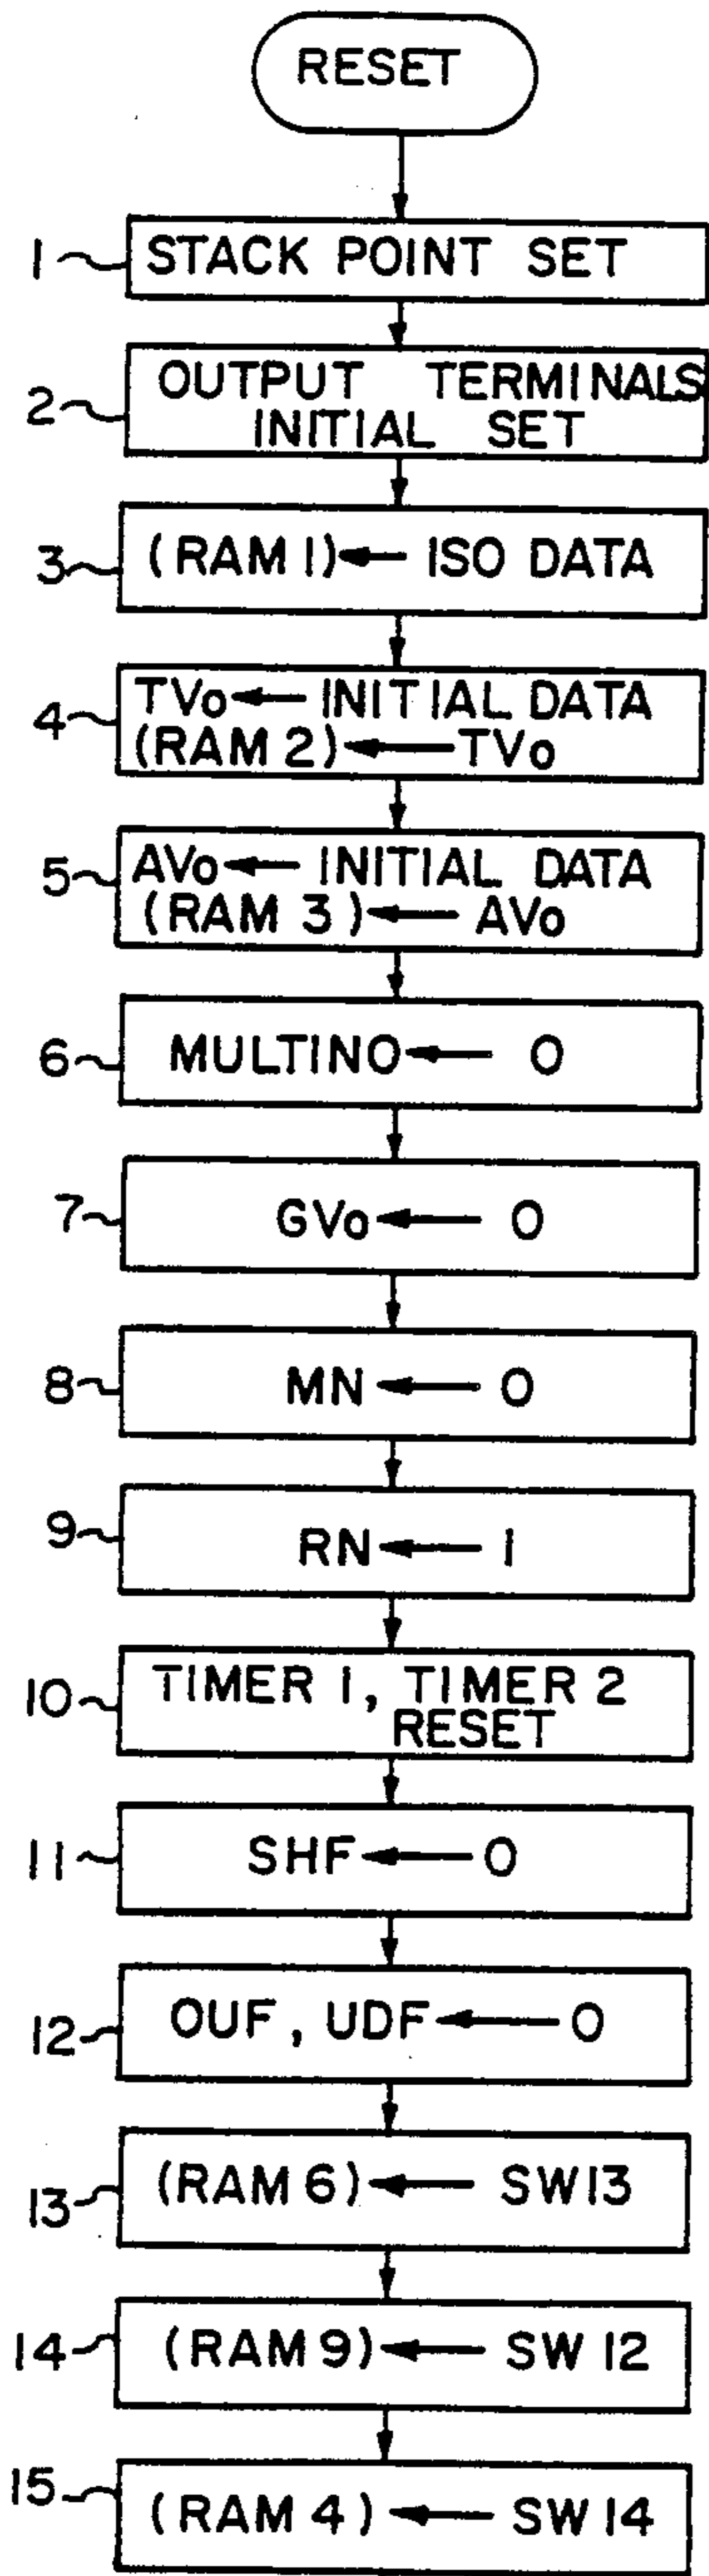 RESET
1 STACK POINT SET
2 OUTPUT TERMINALS
INITIAL SET
3 (RAM 1) ← ISO DATA
4 TVo ← INITIAL DATA
(RAM 2) ← TVo
5 AVo ← INITIAL DATA
(RAM 3) ← AVo
6 MULTINO ← 0
7 GVo ← 0
8 MN ← 0
9 RN ← 1
10 TIMER 1, TIMER 2
RESET
11 SHF ← 0
12 OUF, UDF ← 0
13 (RAM 6) ← SW13
14 (RAM 9) ← SW 12
15 (RAM 4) ← SW 14